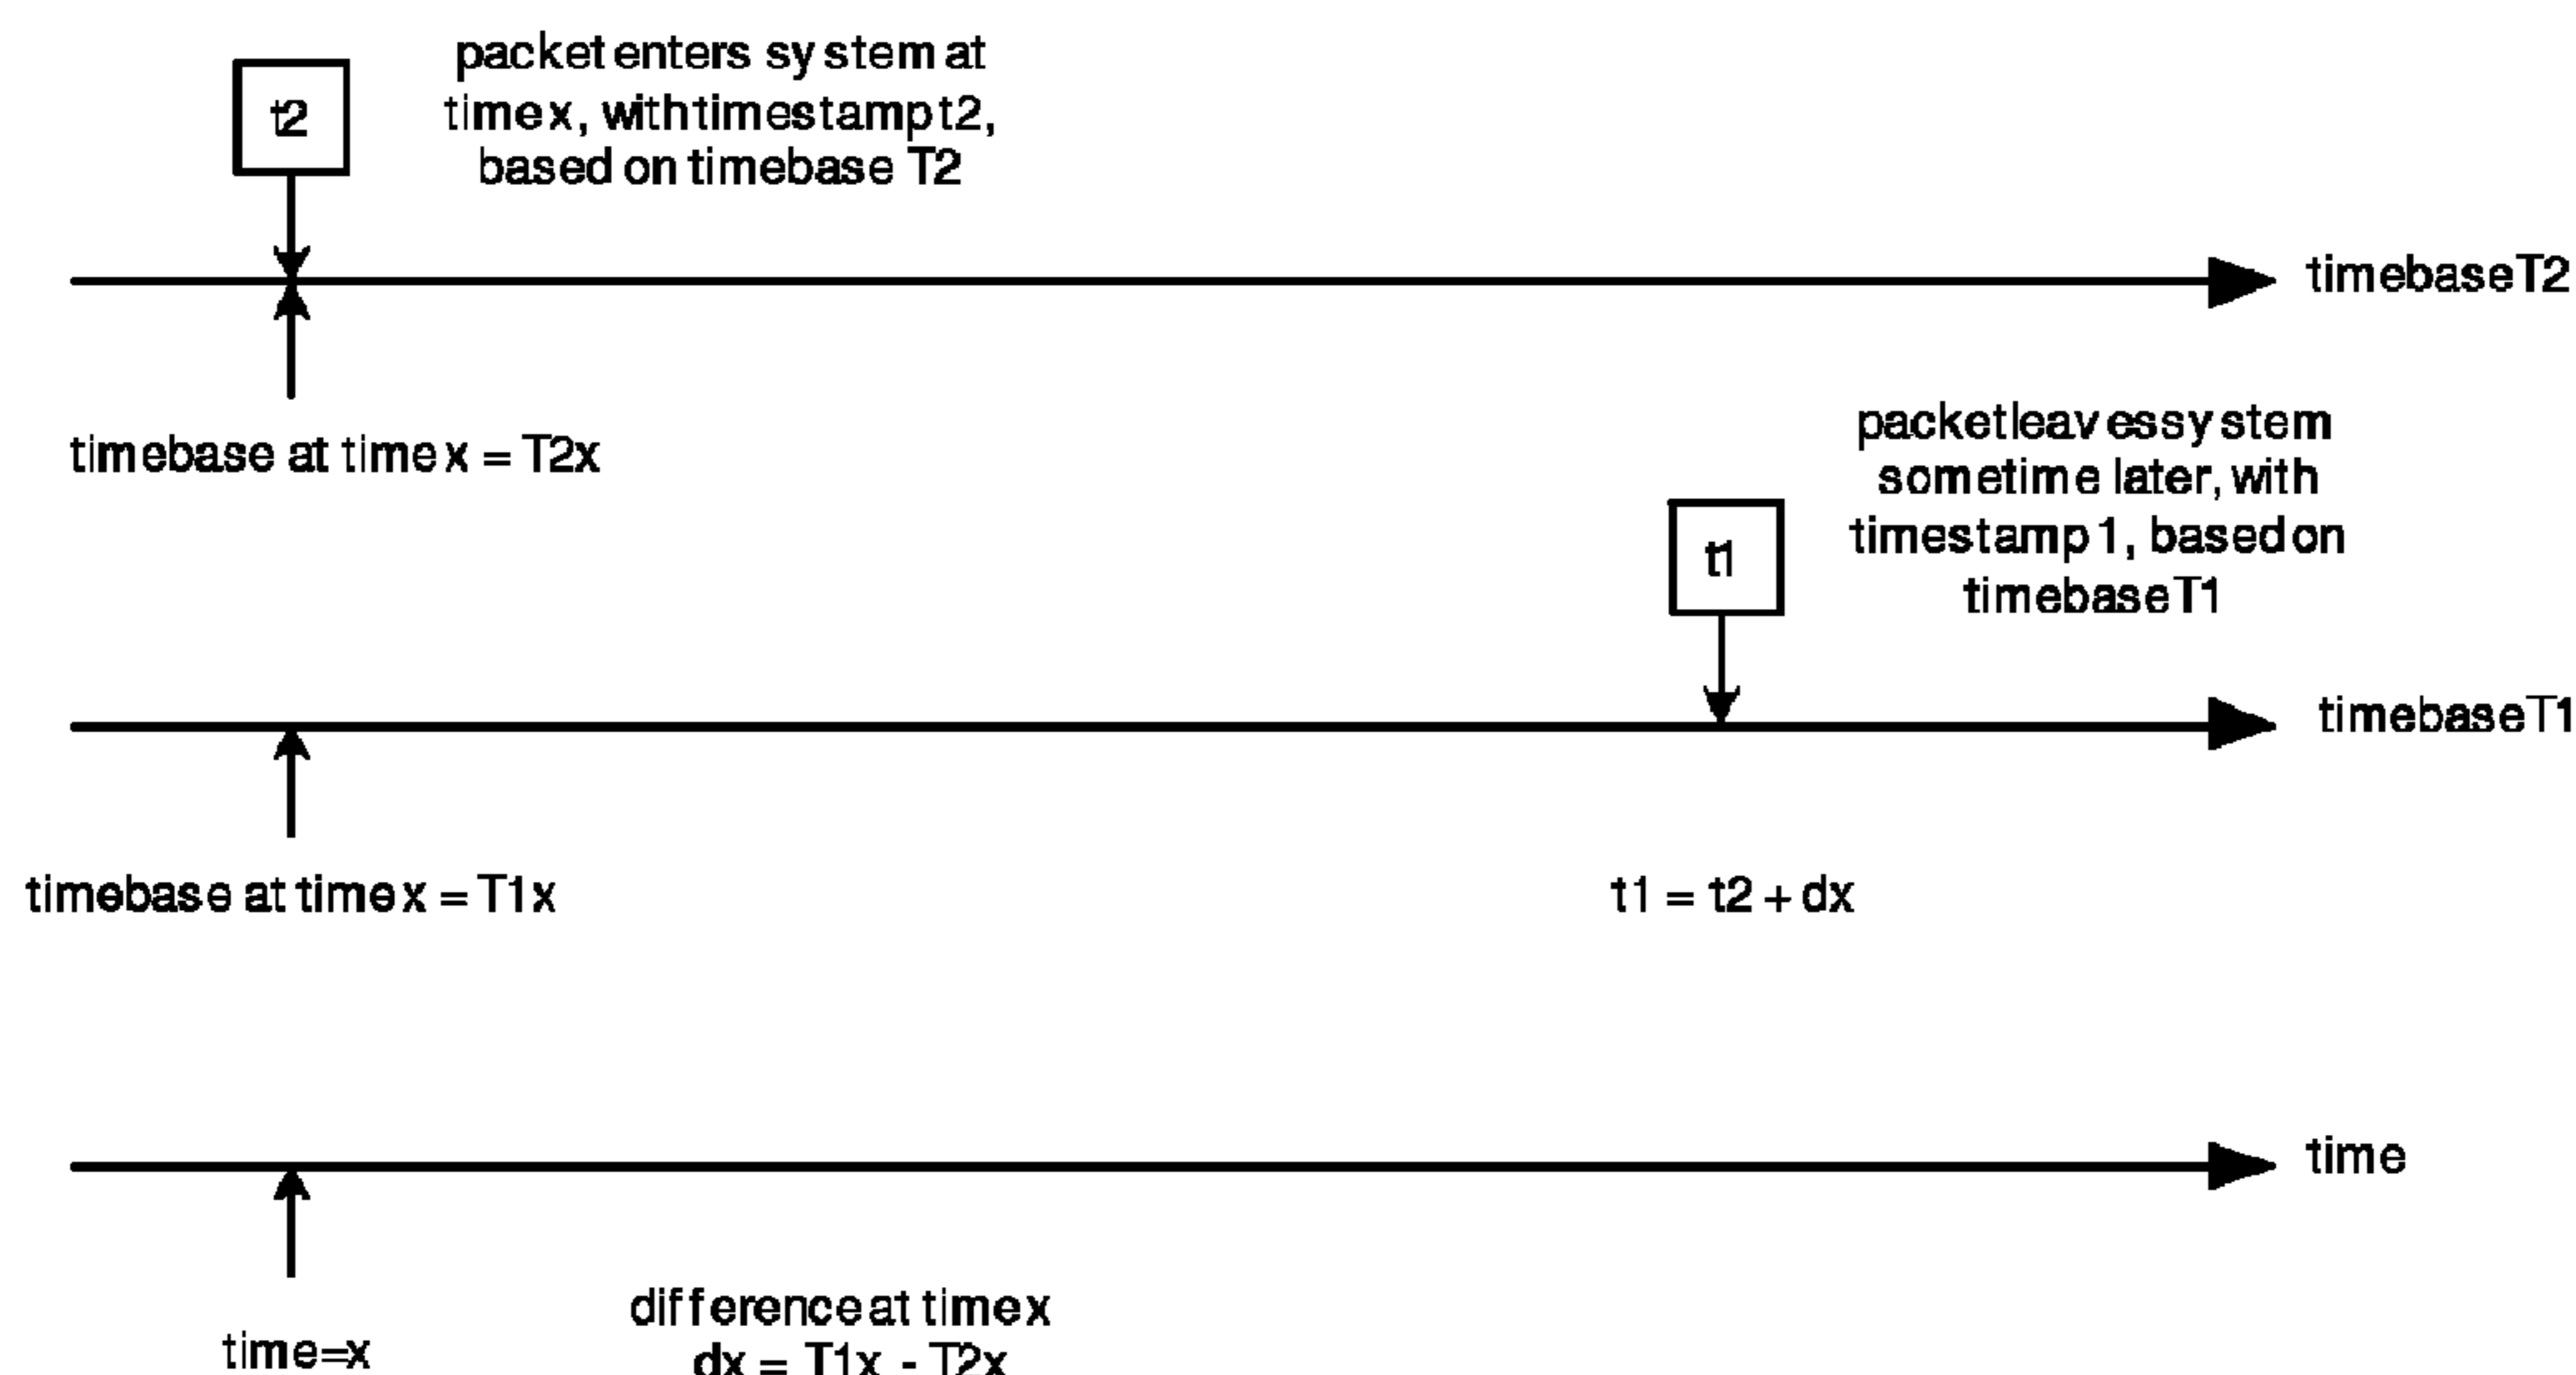 t2
packet enters system at
time x, with timestamp t2,
based on timebase T2
timebase T2
timebase at time x = T2x
packet leaves system
sometime later, with
timestamp 1, based on
timebase T1
t1
timebase T1
timebase at time x = T1x
t1 = t2 + dx
time
time=x
difference at time x
dx = T1x - T2x